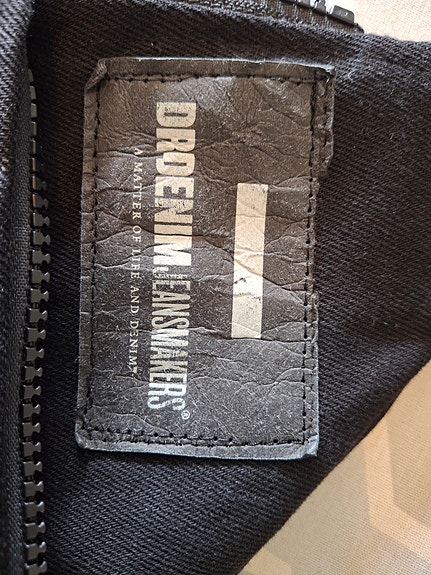 DRDENIM JEANSMAKERS®
A MATTER OF LIFE AND DENIM™